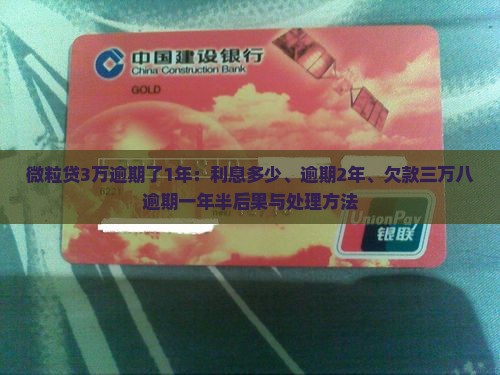 中国建设银行
China Construction Bank
GOLD
微粒贷3万逾期了1年：利息多少、逾期2年、欠款三万八
逾期一年半后果与处理方法
UnionPay
银联